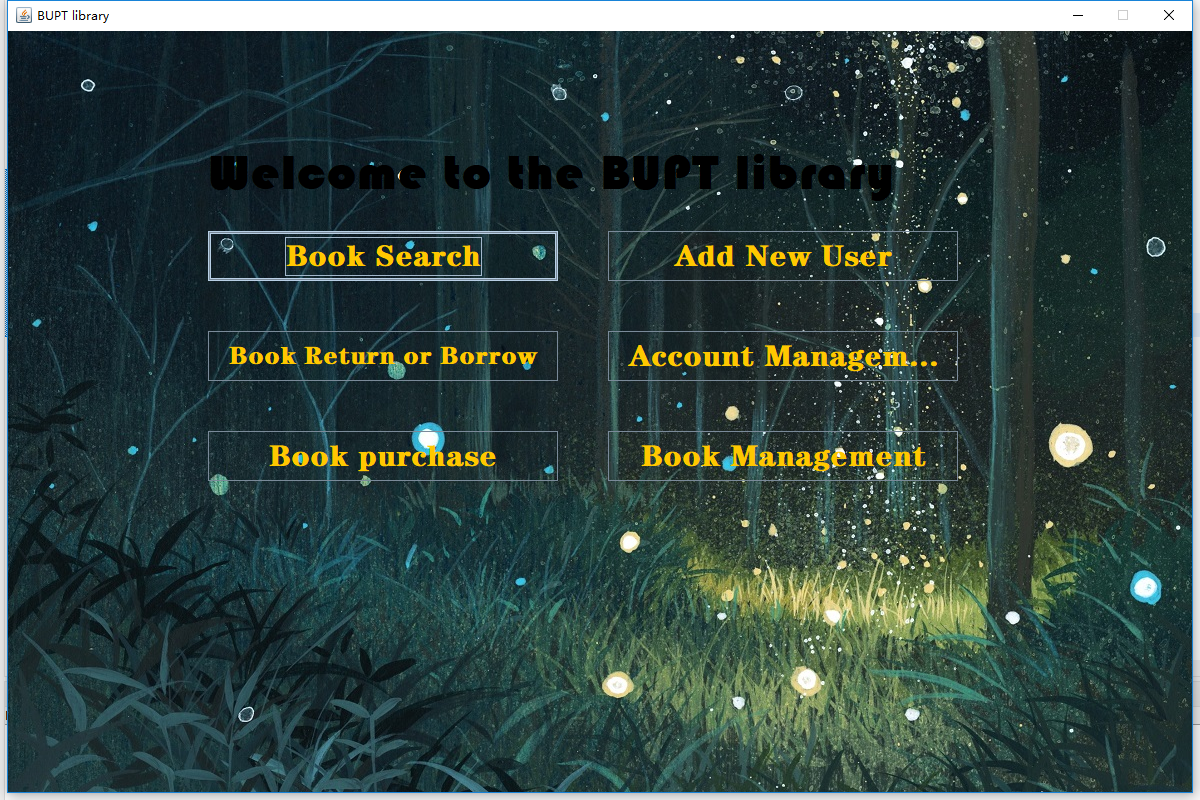 BUPT library
Welcome to the BUPT library
Book Search
Add New User
Book Return or Borrow
Account Managem...
Book purchase
Book Management